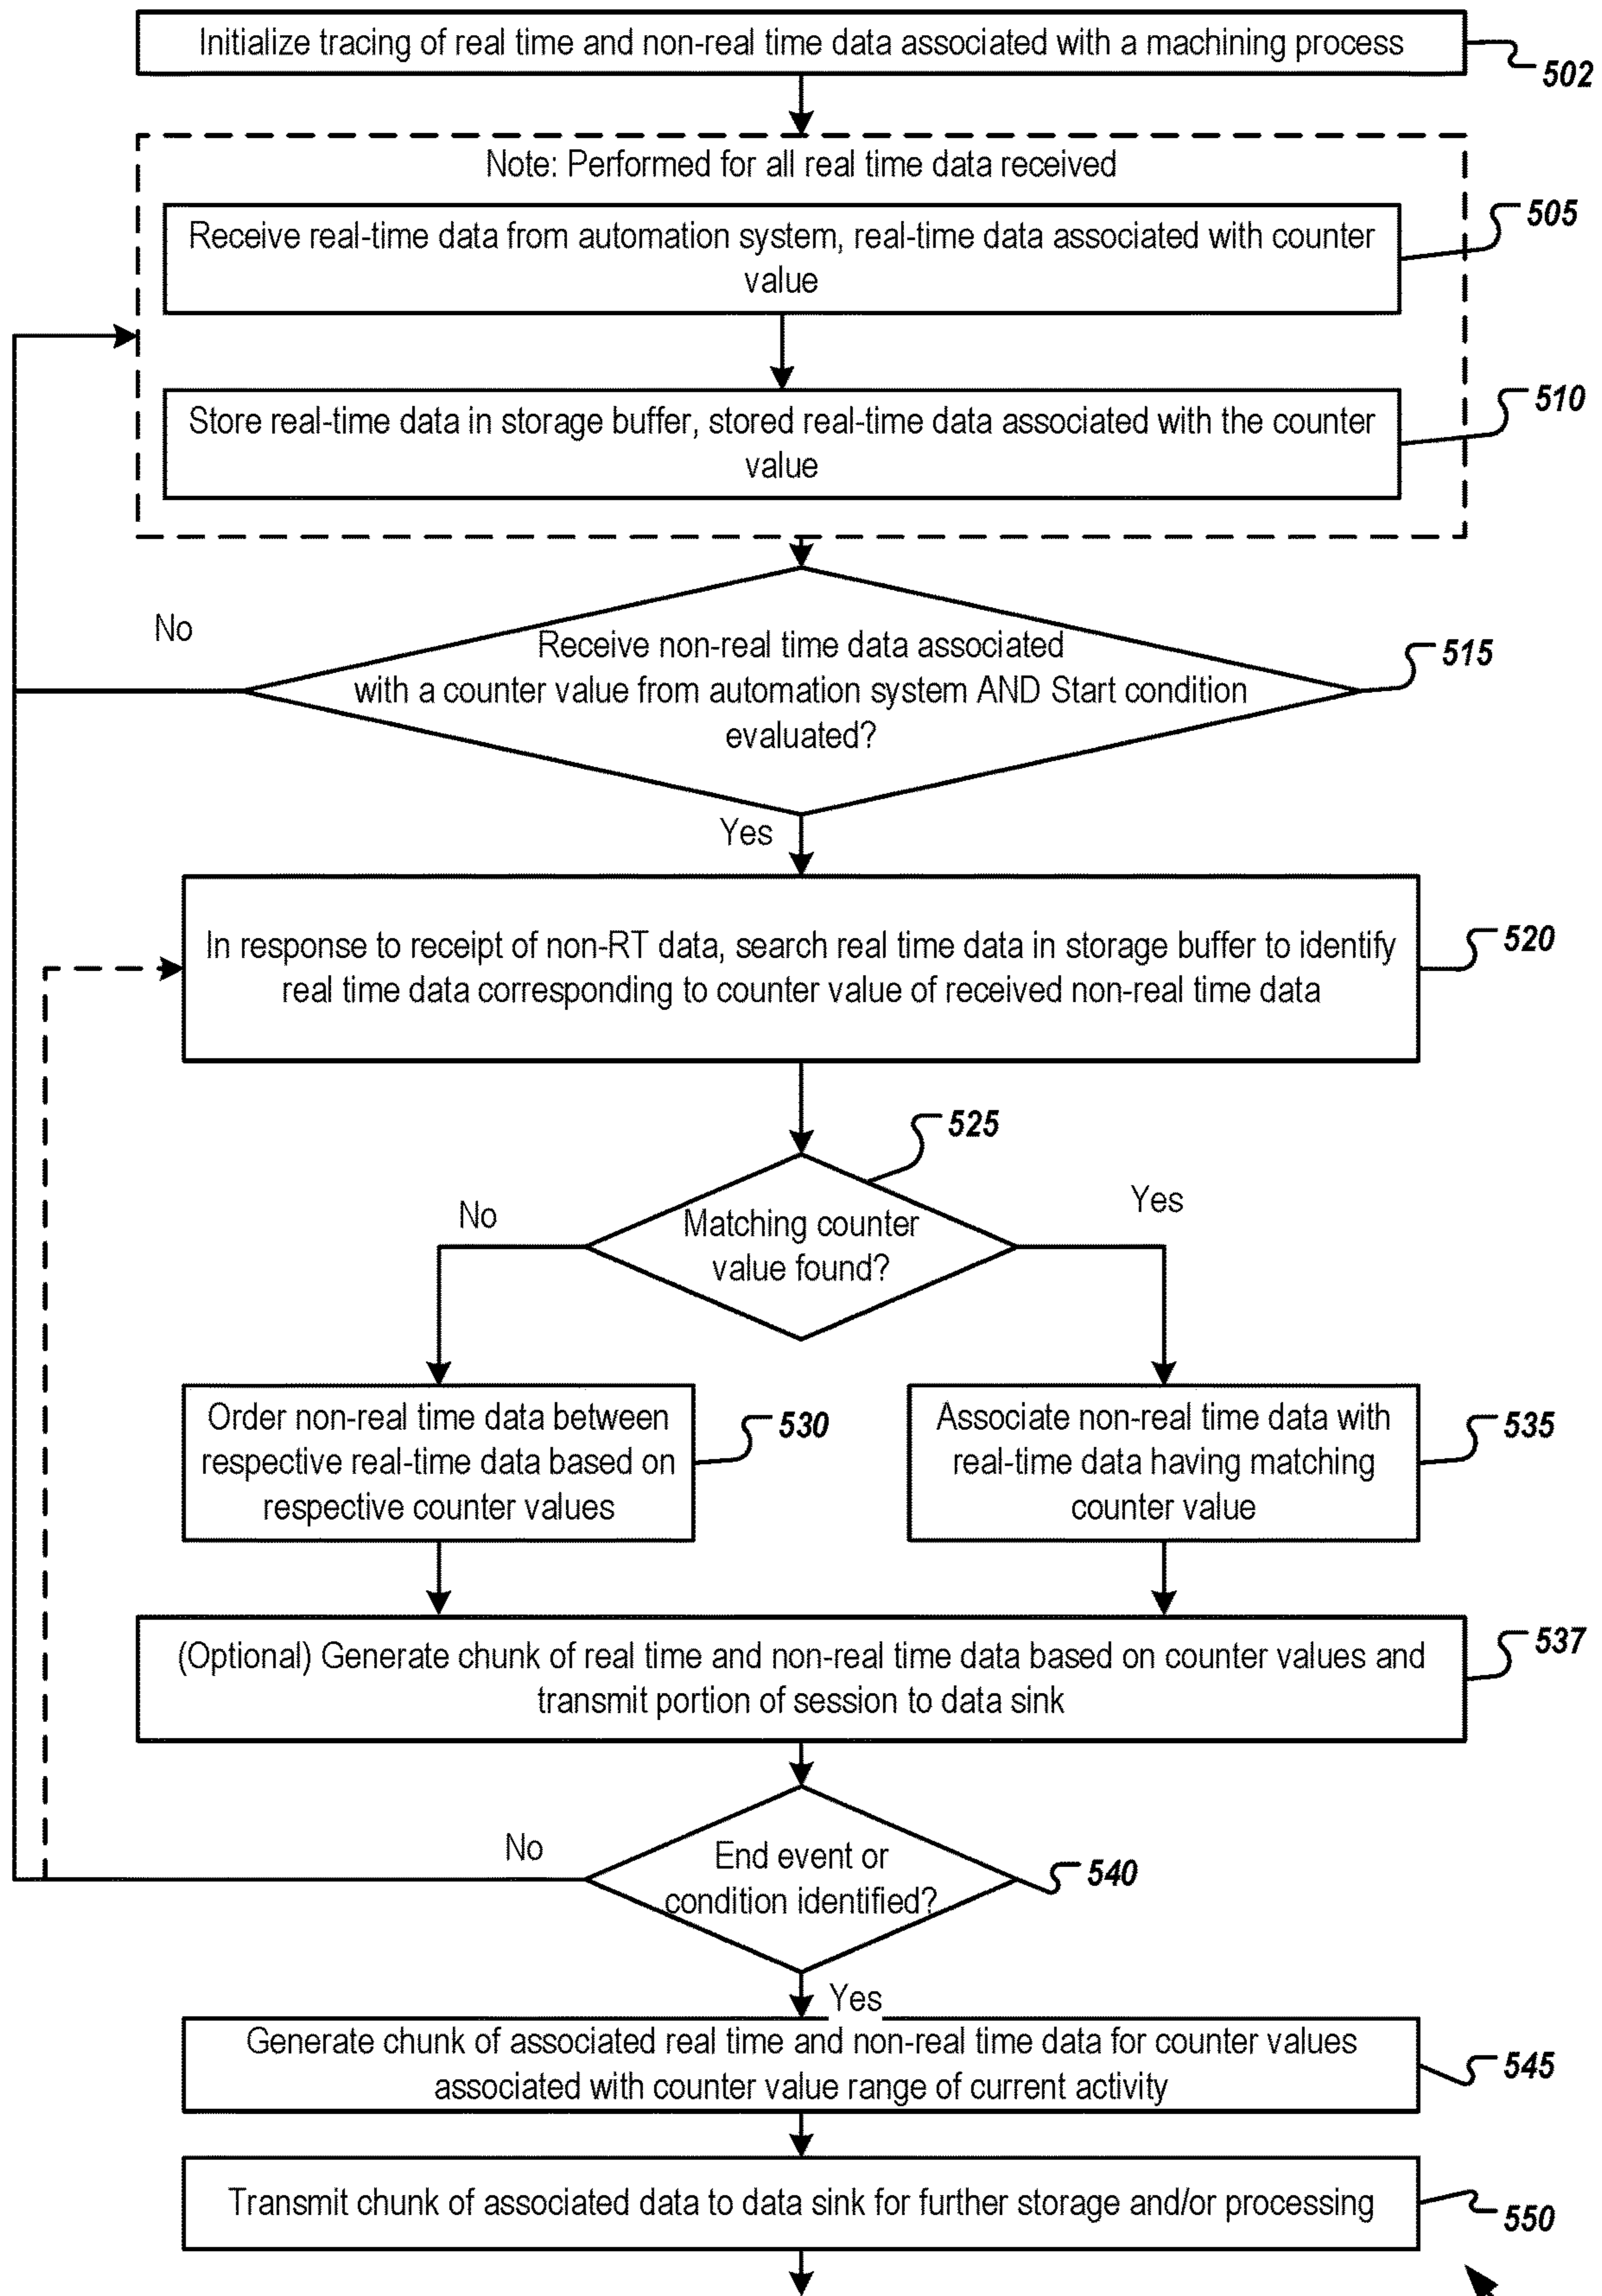 Initialize tracing of real time and non-real time data associated with a machining process
502
Note: Performed for all real time data received
505
Receive real-time data from automation system, real-time data associated with counter
value
510
Store real-time data in storage buffer, stored real-time data associated with the counter
value
No
515
Receive non-real time data associated
with a counter value from automation system AND Start condition
evaluated?
Yes
520
In response to receipt of non-RT data, search real time data in storage buffer to identify
real time data corresponding to counter value of received non-real time data
525
No
Yes
Matching counter
value found?
Order non-real time data between
respective real-time data based on
respective counter values
530
Associate non-real time data with
real-time data having matching
counter value
535
(Optional) Generate chunk of real time and non-real time data based on counter values and
transmit portion of session to data sink
537
No
End event or
condition identified?
540
Yes
Generate chunk of associated real time and non-real time data for counter values
associated with counter value range of current activity
545
Transmit chunk of associated data to data sink for further storage and/or processing
550